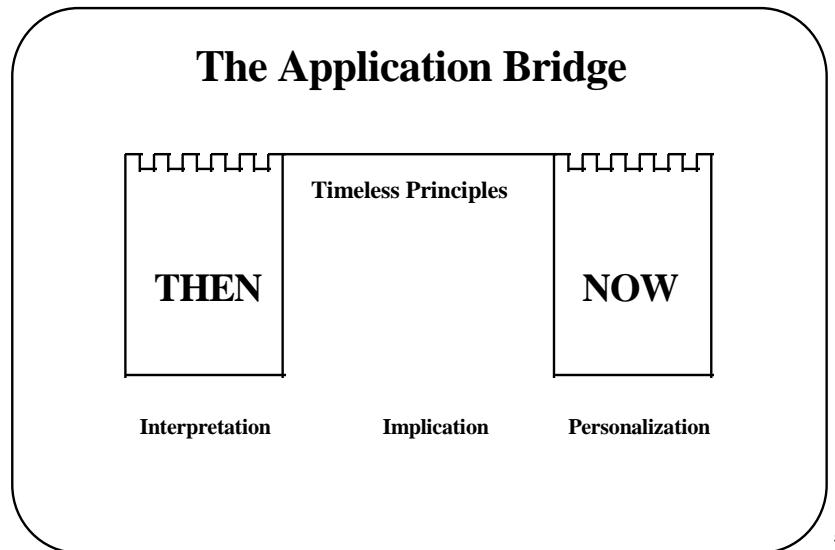 The Application Bridge
Timeless Principles
THEN
NOW
Interpretation
Implication
Personalization